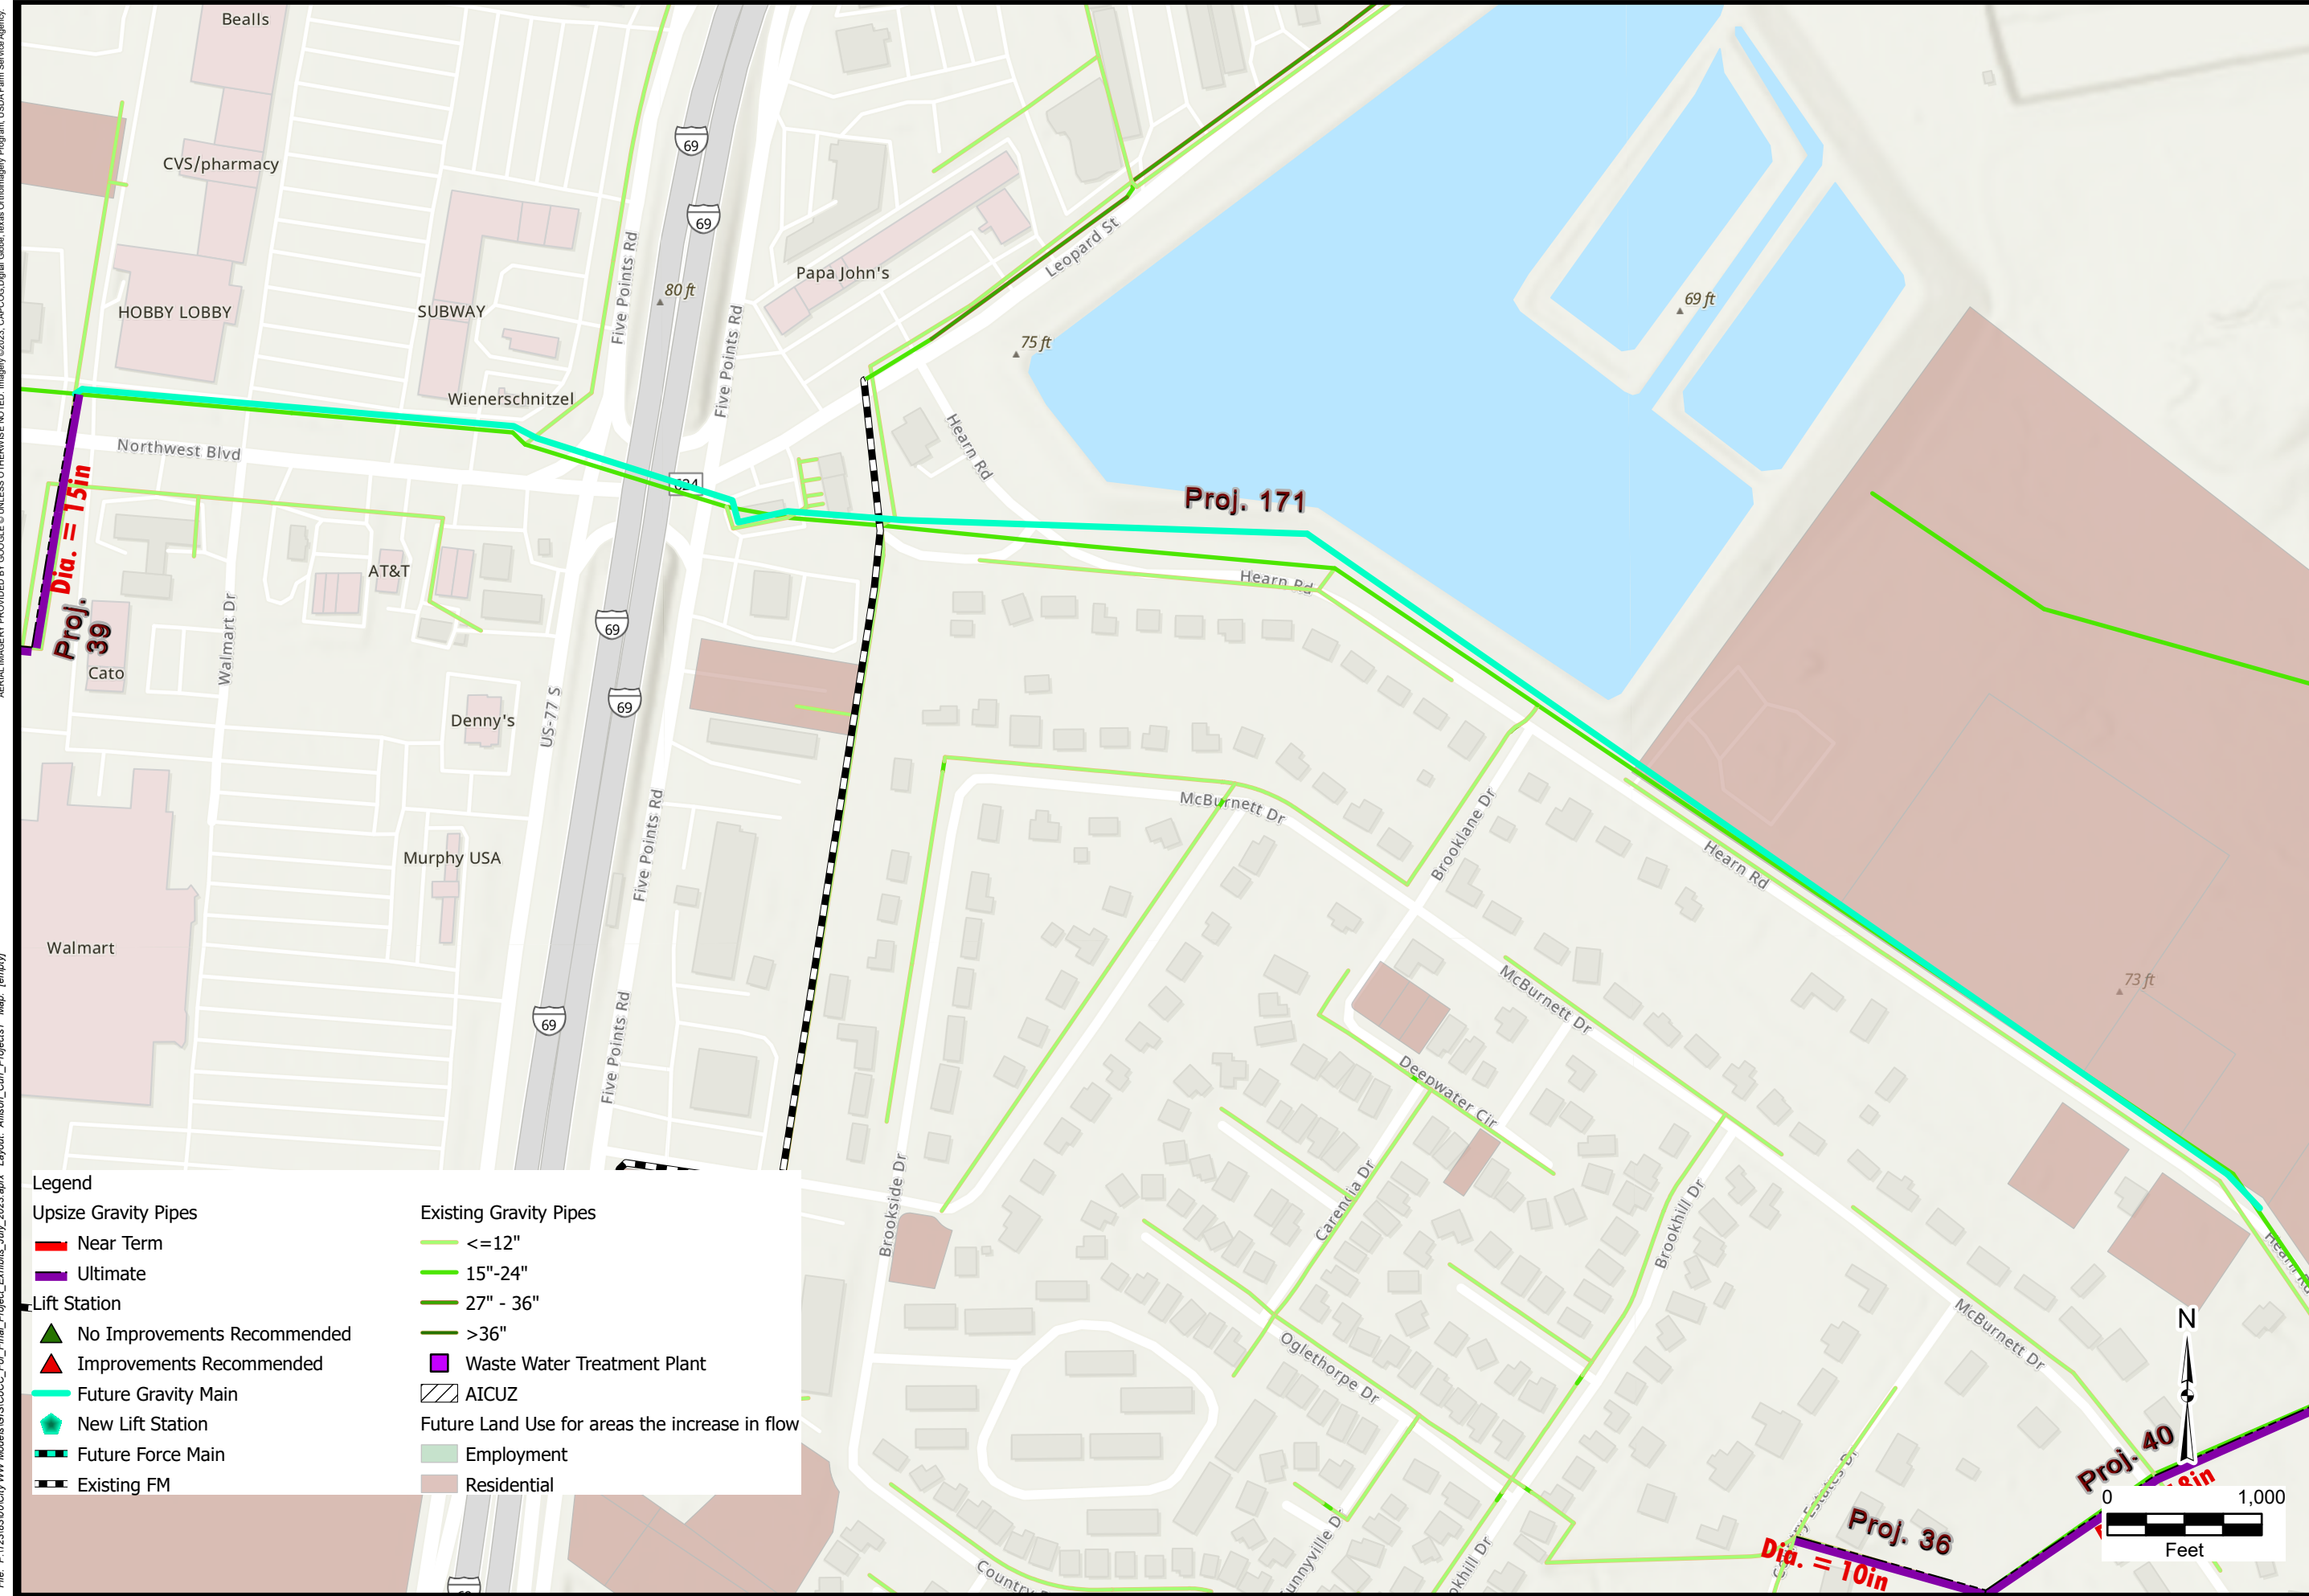 Bealls
CVS/pharmacy
HOBBY LOBBY
SUBWAY
Wienerschnitzel
Northwest Blvd
69
69
Five Points Rd
80 ft
Five Points Rd
Papa John's
Leopard St
75 ft
69 ft
Hearn Rd
Proj. 171
Hearn Rd
Dia. = 15in
Proj.
39
Cato
Walmart Dr
AT&T
Denny's
US-77 S
69
69
Murphy USA
Five Points Rd
Walmart
69
Five Points Rd
McBurnett Dr
Brooklane Dr
Hearn Rd
73 ft
McBurnett Dr
Deepwater Cir
Carencia Dr
Brookside Dr
Brookhill Dr
Oglethorpe Dr
McBurnett Dr
Proj. 40
Proj. 36
Dia. = 10in
N
0 1,000
Feet
Legend
Upsize Gravity Pipes
Near Term
Ultimate
Lift Station
No Improvements Recommended
Improvements Recommended
Future Gravity Main
New Lift Station
Future Force Main
Existing FM
Existing Gravity Pipes
<=12"
15"-24"
27" - 36"
>36"
Waste Water Treatment Plant
AICUZ
Future Land Use for areas the increase in flow
Employment
Residential